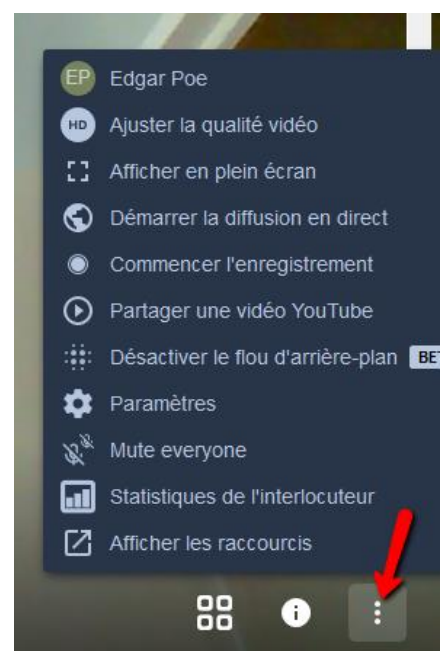 EP Edgar Poe
HD Ajuster la qualité vidéo
Afficher en plein écran
Démarrer la diffusion en direct
Commencer l'enregistrement
Partager une vidéo YouTube
Désactiver le flou d'arrière-plan
Paramètres
Mute everyone
Statistiques de l'interlocuteur
Afficher les raccourcis